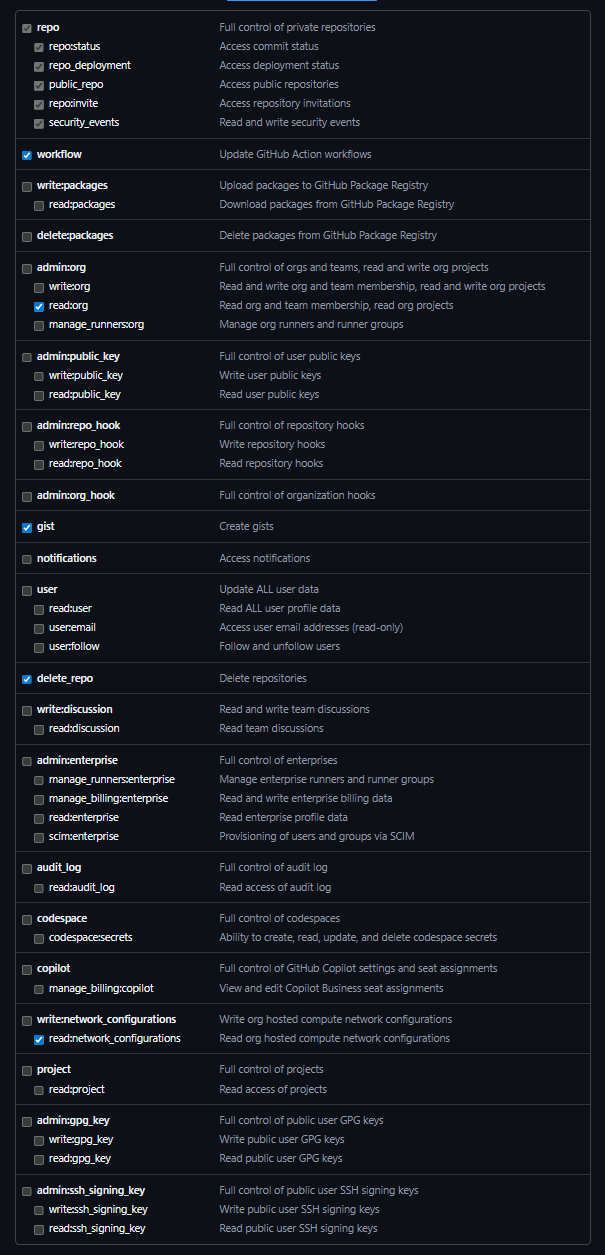 repo Full control of private repositories
repo:status Access commit status
repo_deployment Access deployment status
public_repo Access public repositories
repo:invite Access repository invitations
security_events Read and write security events
workflow Update GitHub Action workflows
write:packages Upload packages to GitHub Package Registry
read:packages Download packages from GitHub Package Registry
delete:packages Delete packages from GitHub Package Registry
admin:org Full control of orgs and teams, read and write org projects
write:org Read and write org and team membership, read and write org projects
read:org Read org and team membership, read org projects
manage_runners:org Manage org runners and runner groups
admin:public_key Full control of user public keys
write:public_key Write user public keys
read:public_key Read user public keys
admin:repo_hook Full control of repository hooks
write:repo_hook Write repository hooks
read:repo_hook Read repository hooks
admin:org_hook Full control of organization hooks
gist Create gists
notifications Access notifications
user Update ALL user data
read:user Read ALL user profile data
user:email Access user email addresses (read-only)
user:follow Follow and unfollow users
delete_repo Delete repositories
write:discussion Read and write team discussions
read:discussion Read team discussions
admin:enterprise Full control of enterprises
manage_runners:enterprise Manage enterprise runners and runner groups
manage_billing:enterprise Read and write enterprise billing data
read:enterprise Read enterprise profile data
scim:enterprise Provisioning of users and groups via SCIM
audit_log Full control of audit log
read:audit_log Read access of audit log
codespace Full control of codespaces
codespace:secrets Ability to create, read, update, and delete codespace secrets
copilot Full control of GitHub Copilot settings and seat assignments
manage_billing:copilot View and edit Copilot Business seat assignments
write:network_configurations Write org hosted compute network configurations
read:network_configurations Read org hosted compute network configurations
project Full control of projects
read:project Read access of projects
admin:gpg_key Full control of public user GPG keys
write:gpg_key Write public user GPG keys
read:gpg_key Read public user GPG keys
admin:ssh_signing_key Full control of public user SSH signing keys
write:ssh_signing_key Write public user SSH signing keys
read:ssh_signing_key Read public user SSH signing keys